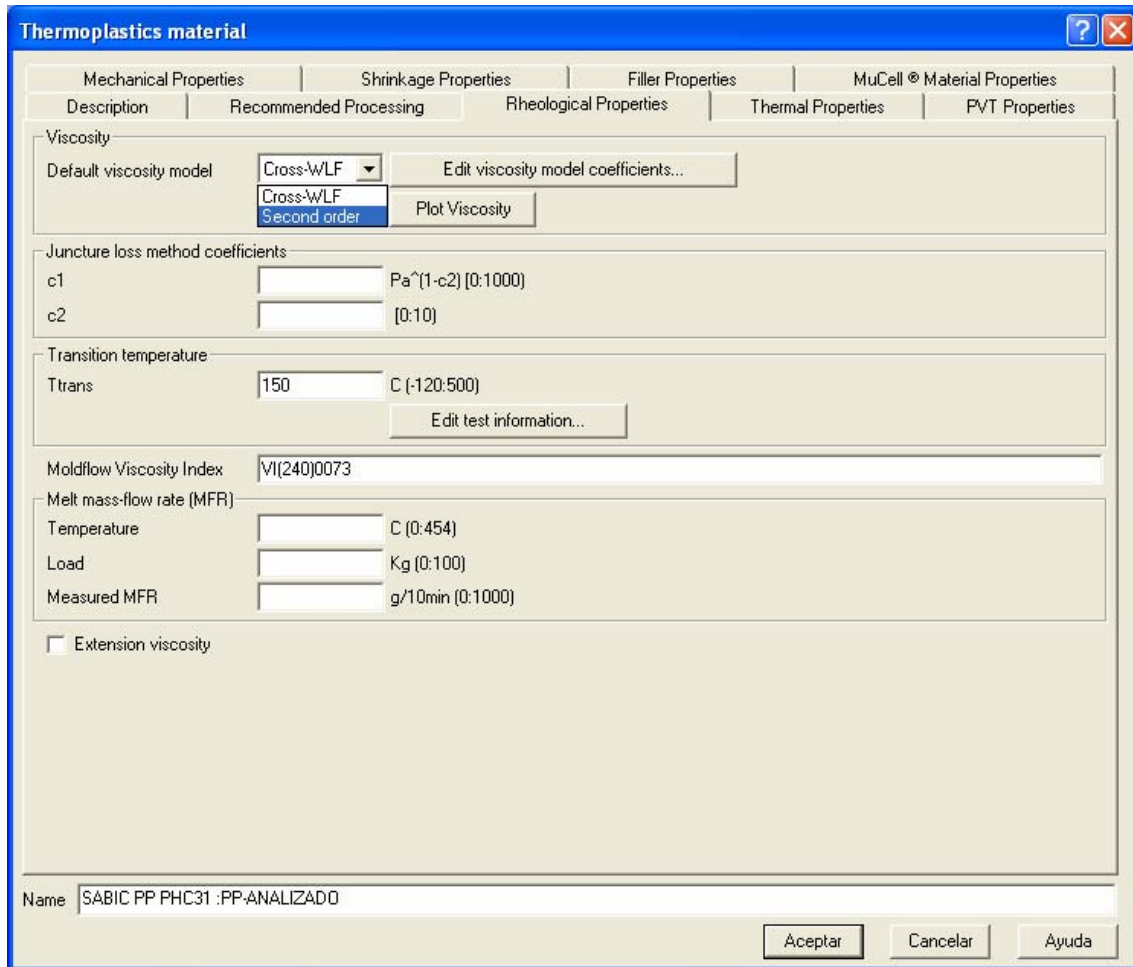 Thermoplastics material
Mechanical Properties Shrinkage Properties Filler Properties MuCell ® Material Properties
Description Recommended Processing Rheological Properties Thermal Properties PVT Properties
Viscosity
Default viscosity model Cross-WLF Edit viscosity model coefficients...
Cross-WLF
Second order Plot Viscosity
Juncture loss method coefficients
c1 Pa^(1-c2) [0:1000)
c2 [0:10)
Transition temperature
Ttrans 150 C (-120:500)
Edit test information...
Moldflow Viscosity Index VI(240)0073
Melt mass-flow rate (MFR)
Temperature C (0:454)
Load Kg (0:100)
Measured MFR g/10min (0:1000)
Extension viscosity
Name SABIC PP PHC31 :PP-ANALIZADO
Aceptar Cancelar Ayuda